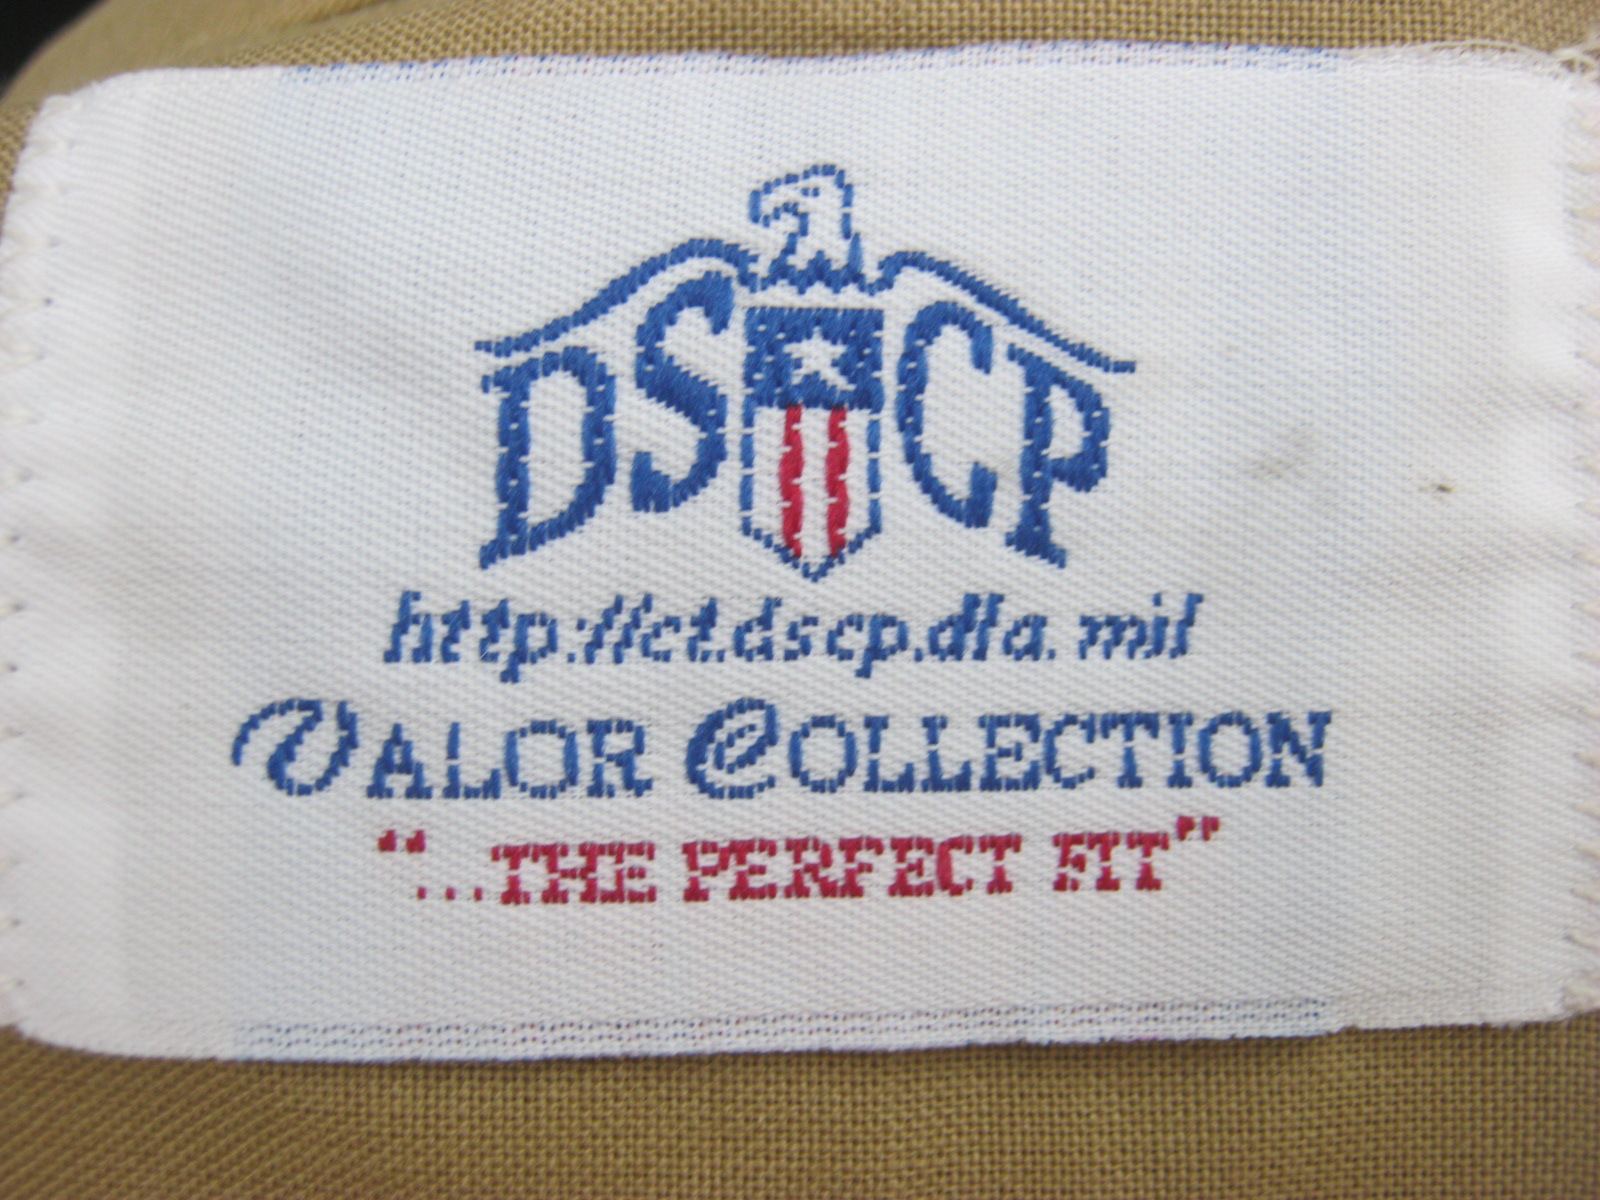 DSCP
http://ct.dscp.dla.mil
VALOR COLLECTION
"...THE PERFECT FIT"